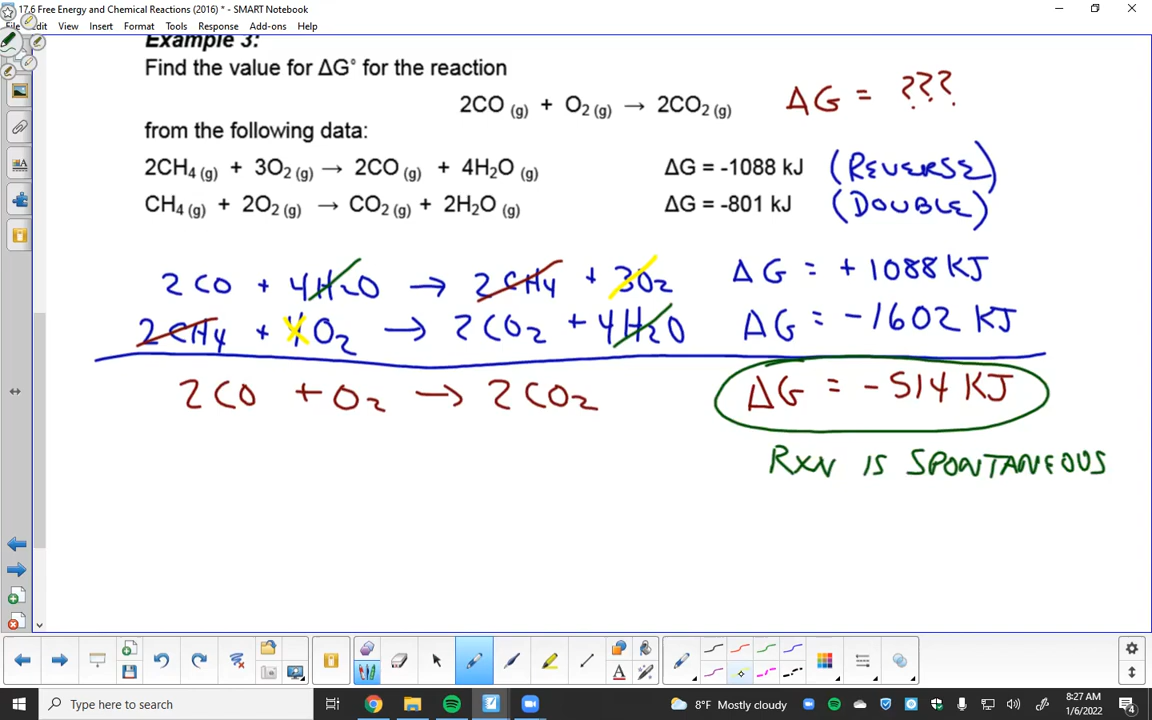 17.6 Free Energy and Chemical Reactions (2016) * - SMART Notebook
File Edit View Insert Format Tools Response Add-ons Help
Example 3:
Find the value for ΔG° for the reaction
2CO (g) + O2 (g) → 2CO2 (g) ΔG = ???
from the following data:
2CH4 (g) + 3O2 (g) → 2CO (g) + 4H2O (g) ΔG = -1088 kJ (REVERSE)
CH4 (g) + 2O2 (g) → CO2 (g) + 2H2O (g) ΔG = -801 kJ (DOUBLE)
2CO + 4H2O → 2CH4 + 3O2 ΔG = +1088 KJ
2CH4 + 4O2 → 2CO2 + 4H2O ΔG = -1602 KJ
2CO + O2 → 2CO2 ΔG = -514 KJ
RXN IS SPONTANEOUS
Type here to search
8°F Mostly cloudy
8:27 AM
1/6/2022
4